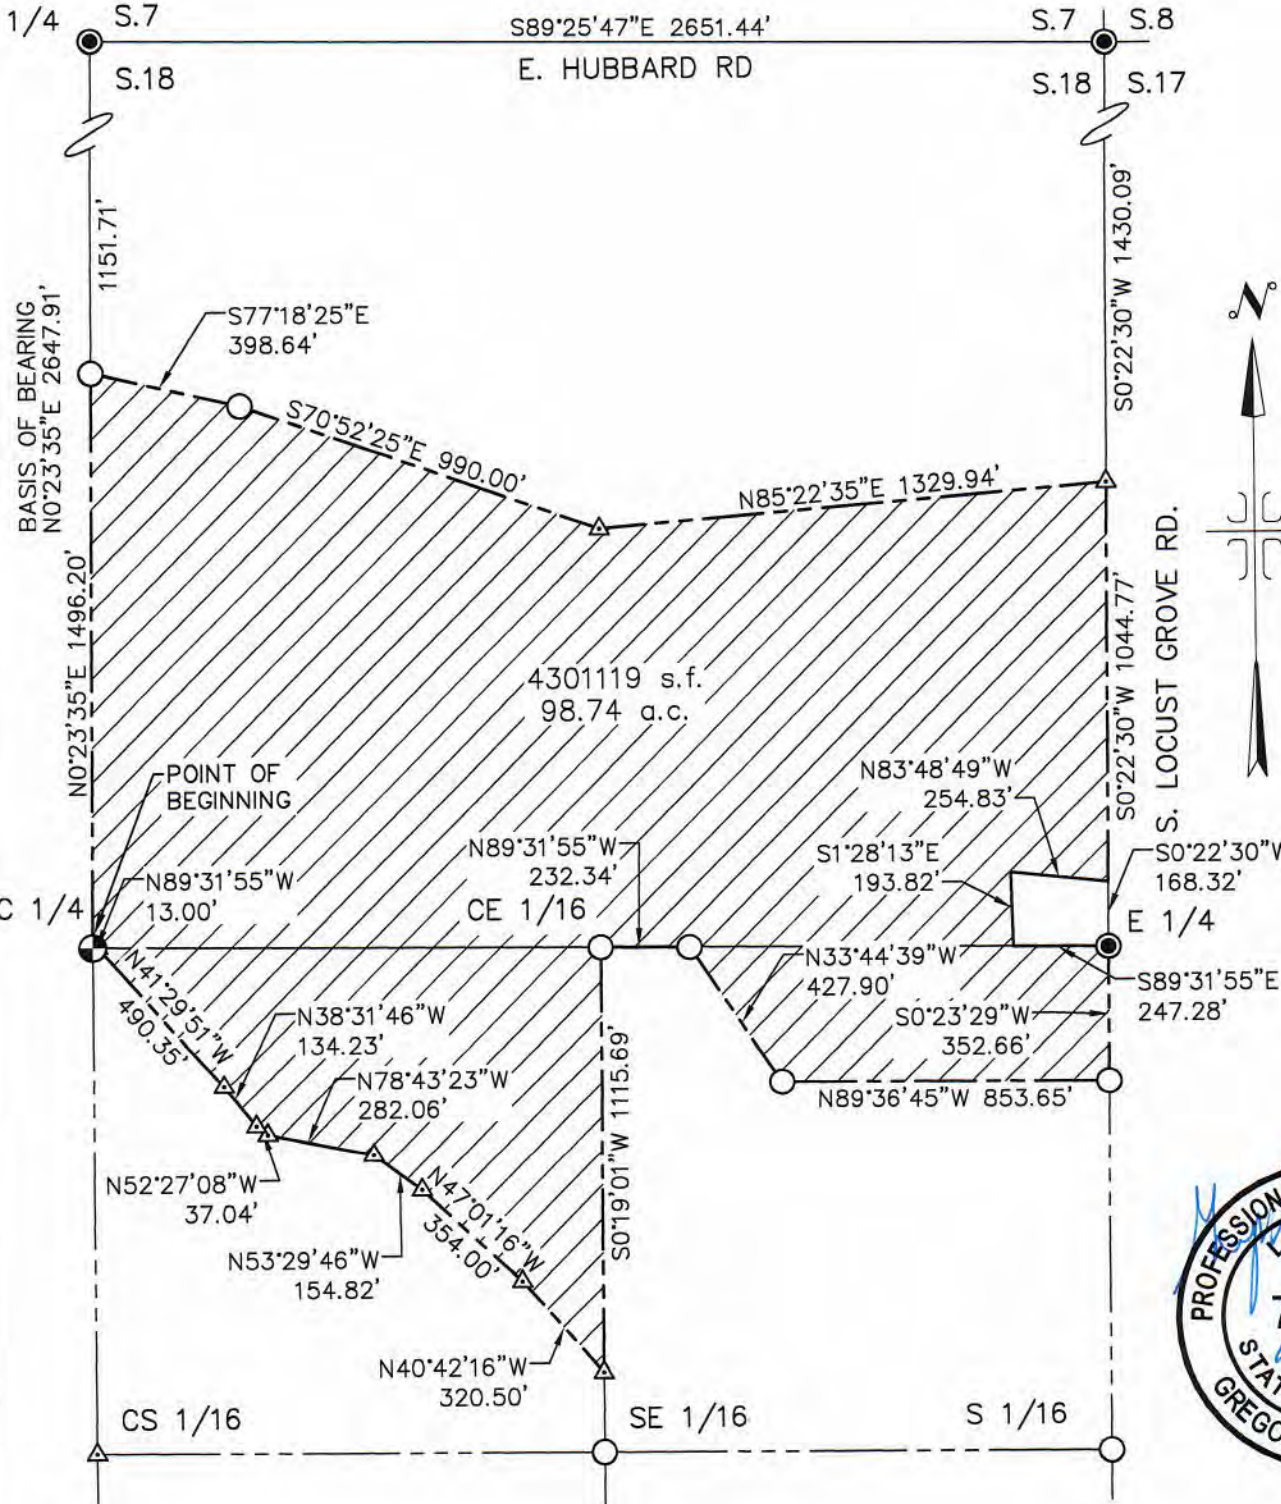 1/4
S.7
S89°25'47"E 2651.44'
S.7
S.8
S.18
E. HUBBARD RD
S.18
S.17
1151.71'
S0°22'30"W 1430.09'
BASIS OF BEARING
N0°23'35"E 2647.91'
N
S77°18'25"E
398.64'
S70°52'25"E 990.00'
N85°22'35"E 1329.94'
S. LOCUST GROVE RD.
N0°23'35"E 1496.20'
S0°22'30"W 1044.77'
4301119 s.f.
98.74 a.c.
POINT OF
BEGINNING
N83°48'49"W
254.83'
N89°31'55"W
232.34'
S1°28'13"E
193.82'
S0°22'30"W
168.32'
C 1/4
N89°31'55"W
13.00'
CE 1/16
E 1/4
N41°29'51"W
490.35'
N33°44'39"W
427.90'
S89°31'55"E
247.28'
N38°31'46"W
134.23'
S0°23'29"W
352.66'
N78°43'23"W
282.06'
S0°19'01"W 1115.69'
N89°36'45"W 853.65'
N52°27'08"W
37.04'
N47°01'16"W
354.00'
N53°29'46"W
154.82'
N40°42'16"W
320.50'
PROFESSION
STAT
GREGO
CS 1/16
SE 1/16
S 1/16